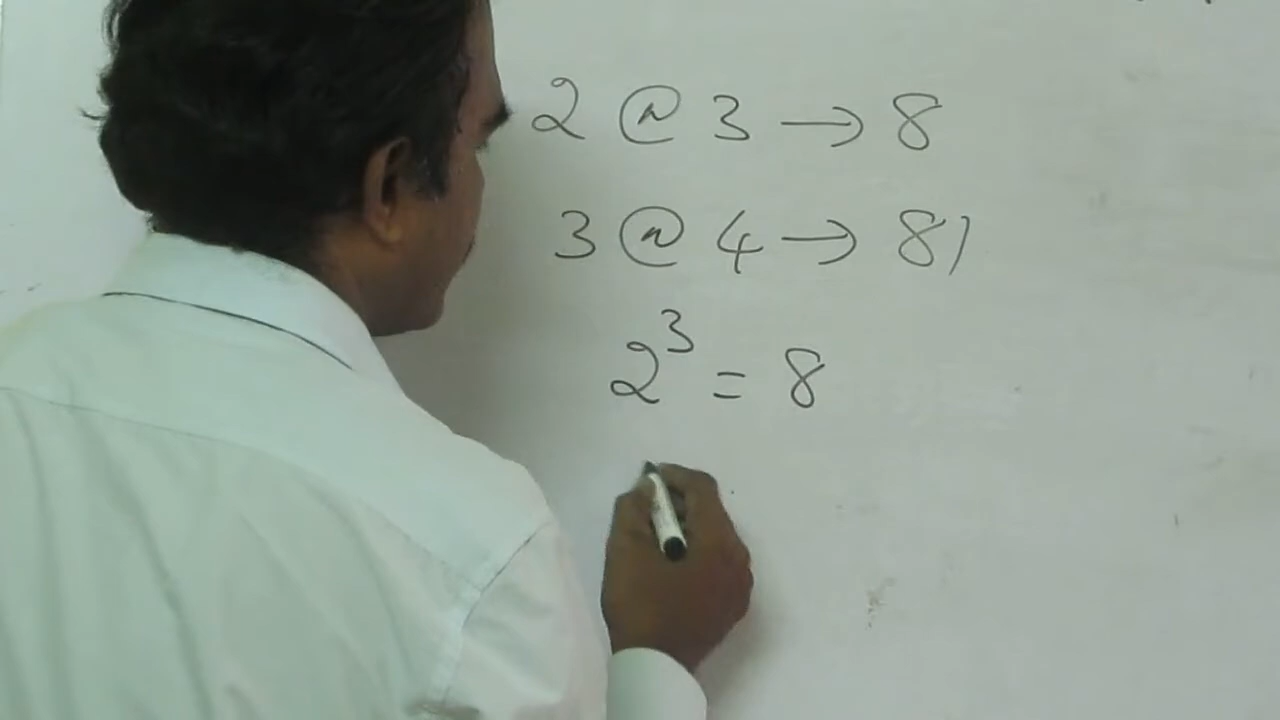 2 @ 3 → 8
3 @ 4 → 81
2³ = 8